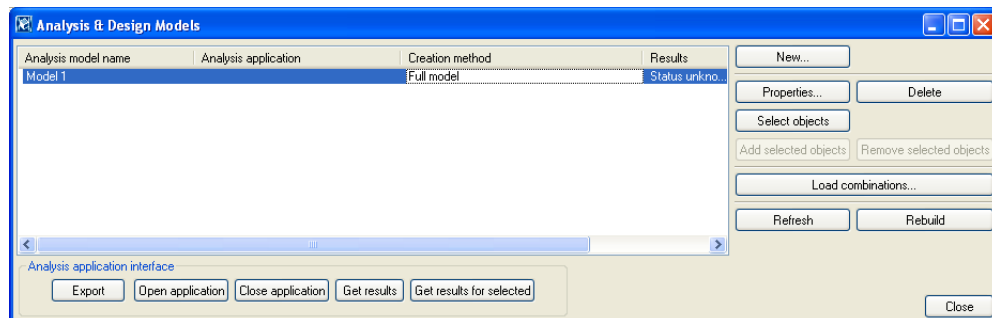 Analysis & Design Models
Analysis model name Analysis application Creation method Results
Model 1 Full model Status unkno...
New...
Properties... Delete
Select objects
Add selected objects Remove selected objects
Load combinations...
Refresh Rebuild
Analysis application interface
Export Open application Close application Get results Get results for selected
Close